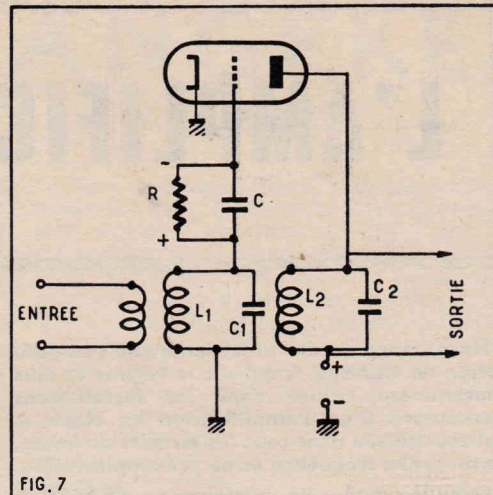 -
R
C
+
ENTREE
L1
C1
L2
C2
SORTIE
+
-
FIG. 7